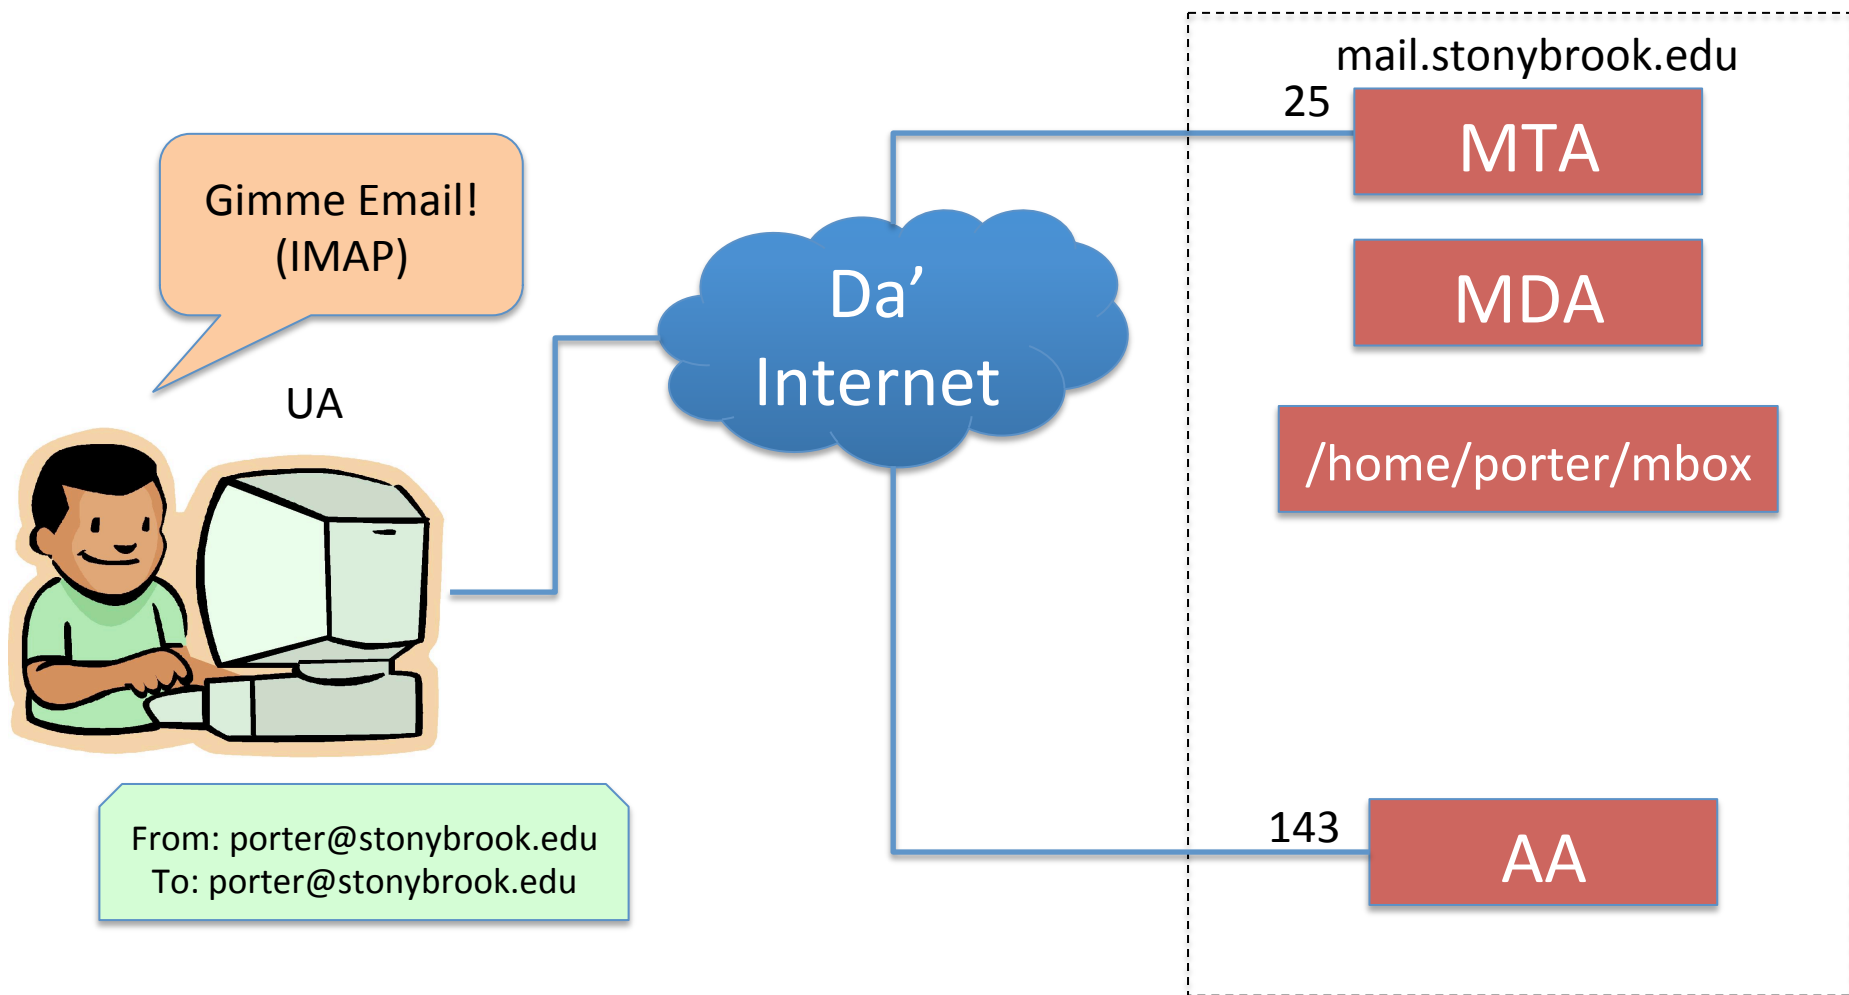 mail.stonybrook.edu
25
MTA
Gimme Email!
(IMAP)
MDA
Da’
Internet
UA
/home/porter/mbox
143
AA
From: porter@stonybrook.edu
To: porter@stonybrook.edu